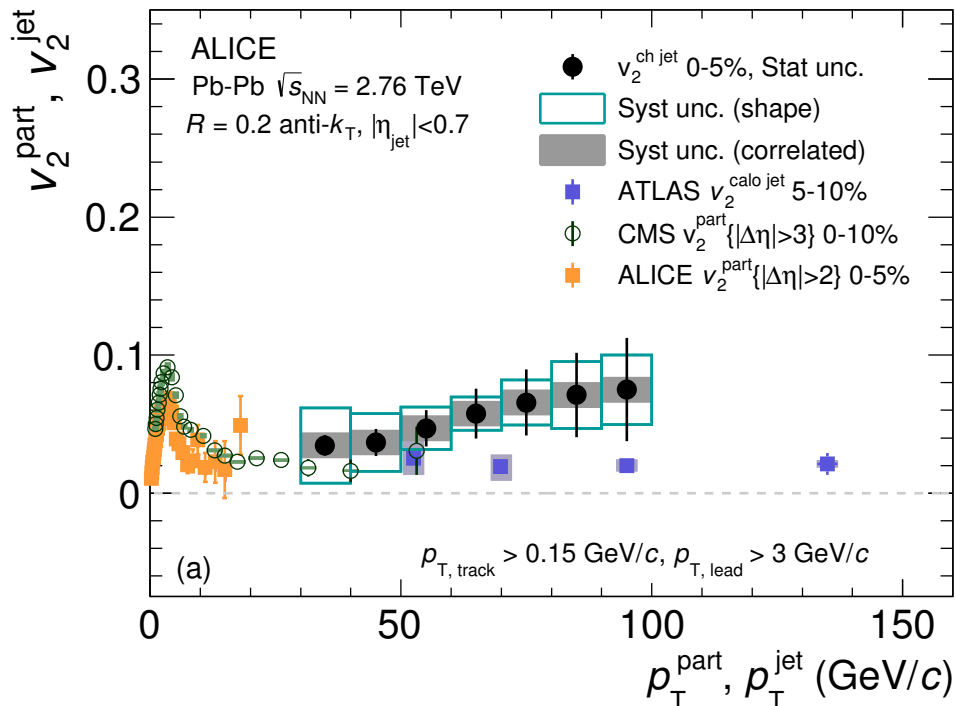 v₂ᵖᵃʳᵗ, v₂ʲᵉᵗ
0.3
0.2
0.1
0
ALICE
Pb-Pb √sNN = 2.76 TeV
R = 0.2 anti-kT, |ηjet|<0.7
v₂ᶜʰ ʲᵉᵗ 0-5%, Stat unc.
Syst unc. (shape)
Syst unc. (correlated)
ATLAS v₂ᶜᵃˡᵒ ʲᵉᵗ 5-10%
CMS v₂ᵖᵃʳᵗ{|Δη|>3} 0-10%
ALICE v₂ᵖᵃʳᵗ{|Δη|>2} 0-5%
(a)
pT, track > 0.15 GeV/c, pT, lead > 3 GeV/c
0 50 100 150
pTᵖᵃʳᵗ, pTʲᵉᵗ (GeV/c)